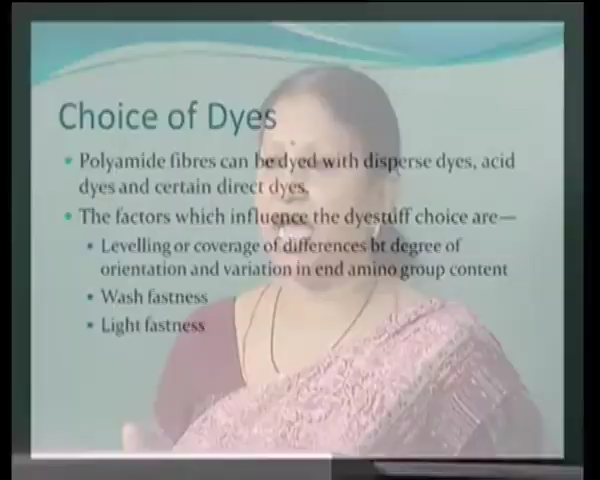 Choice of Dyes
• Polyamide fibres can be dyed with disperse dyes, acid
dyes and certain direct dyes.
• The factors which influence the dyestuff choice are—
• Levelling or coverage of differences bt degree of
orientation and variation in end amino group content
• Wash fastness
• Light fastness